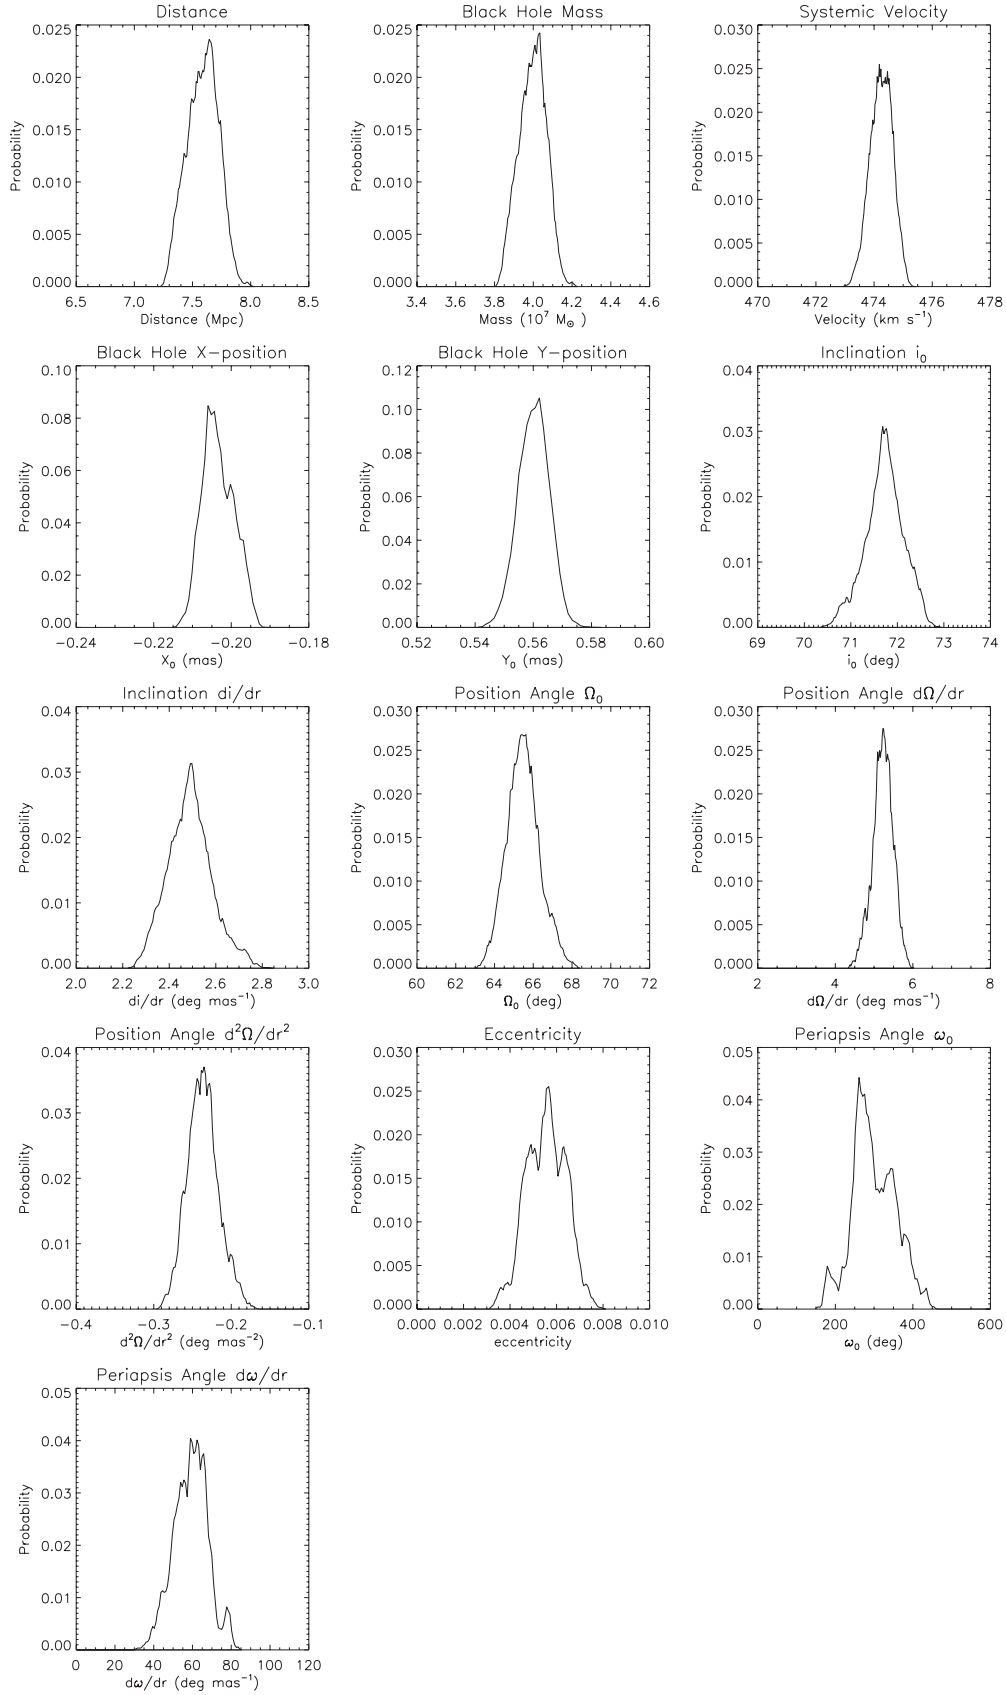 Distance Black Hole Mass Systemic Velocity
0.025 0.025 0.030
0.020 0.020 0.025
0.015 0.015 0.020
0.010 0.010 0.015
0.005 0.005 0.010
0.000 0.000 0.005
0.000
Probability Probability Probability
6.5 7.0 7.5 8.0 8.5 3.4 3.6 3.8 4.0 4.2 4.4 4.6 470 472 474 476 478
Distance (Mpc) Mass (10⁷ M☉) Velocity (km s⁻¹)
Black Hole X−position Black Hole Y−position Inclination i₀
0.10 0.12 0.04
0.08 0.10 0.03
0.06 0.08 0.02
0.04 0.06 0.01
0.02 0.04 0.00
0.00 0.02
0.00
Probability Probability Probability
−0.24 −0.22 −0.20 −0.18 0.52 0.54 0.56 0.58 0.60 69 70 71 72 73 74
X₀ (mas) Y₀ (mas) i₀ (deg)
Inclination di/dr Position Angle Ω₀ Position Angle dΩ/dr
0.04 0.030 0.030
0.03 0.025 0.025
0.02 0.020 0.020
0.01 0.015 0.015
0.00 0.010 0.010
0.005 0.005
0.000 0.000
Probability Probability Probability
2.0 2.2 2.4 2.6 2.8 3.0 60 62 64 66 68 70 72 2 4 6 8
di/dr (deg mas⁻¹) Ω₀ (deg) dΩ/dr (deg mas⁻¹)
Position Angle d²Ω/dr² Eccentricity Periapsis Angle ω₀
0.04 0.030 0.05
0.03 0.025 0.04
0.02 0.020 0.03
0.01 0.015 0.02
0.00 0.010 0.01
0.005 0.00
0.000
Probability Probability Probability
−0.4 −0.3 −0.2 −0.1 0.000 0.002 0.004 0.006 0.008 0.010 0 200 400 600
d²Ω/dr² (deg mas⁻²) eccentricity ω₀ (deg)
Periapsis Angle dω/dr
0.05
0.04
0.03
0.02
0.01
0.00
Probability
0 20 40 60 80 100 120
dω/dr (deg mas⁻¹)